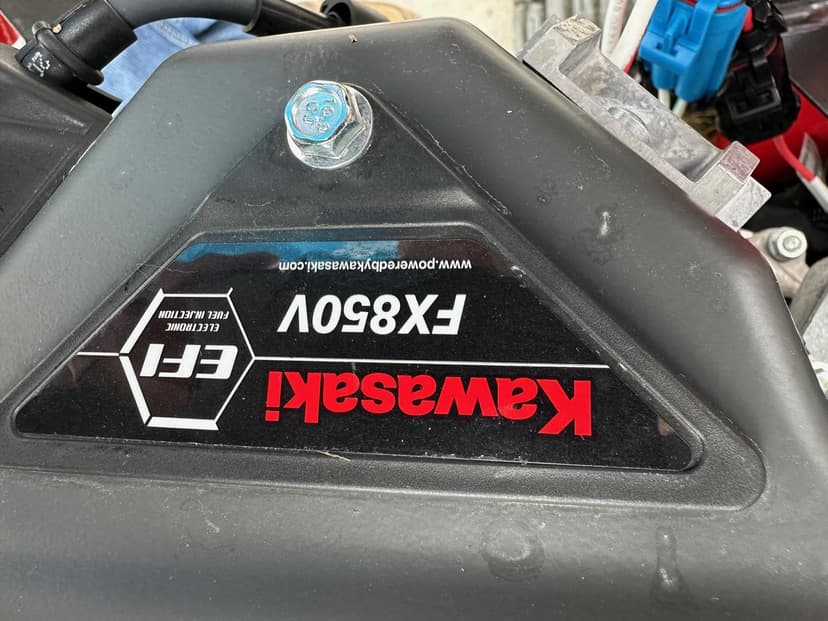 Kawasaki
FX850V
www.poweredbykawasaki.com
EFI
ELECTRONIC
FUEL INJECTION